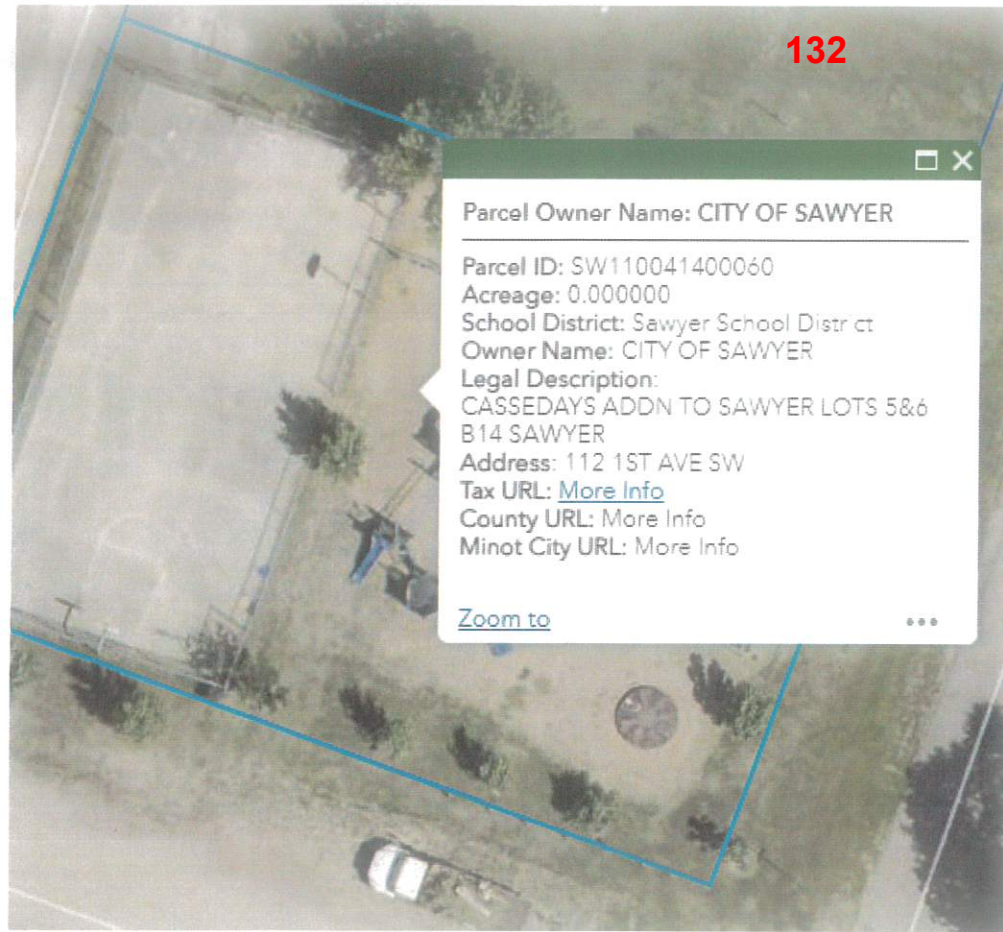 132
Parcel Owner Name: CITY OF SAWYER
Parcel ID: SW110041400060
Acreage: 0.000000
School District: Sawyer School District
Owner Name: CITY OF SAWYER
Legal Description:
CASSEDAYS ADDN TO SAWYER LOTS 5&6
B14 SAWYER
Address: 112 1ST AVE SW
Tax URL: More Info
County URL: More Info
Minot City URL: More Info
Zoom to